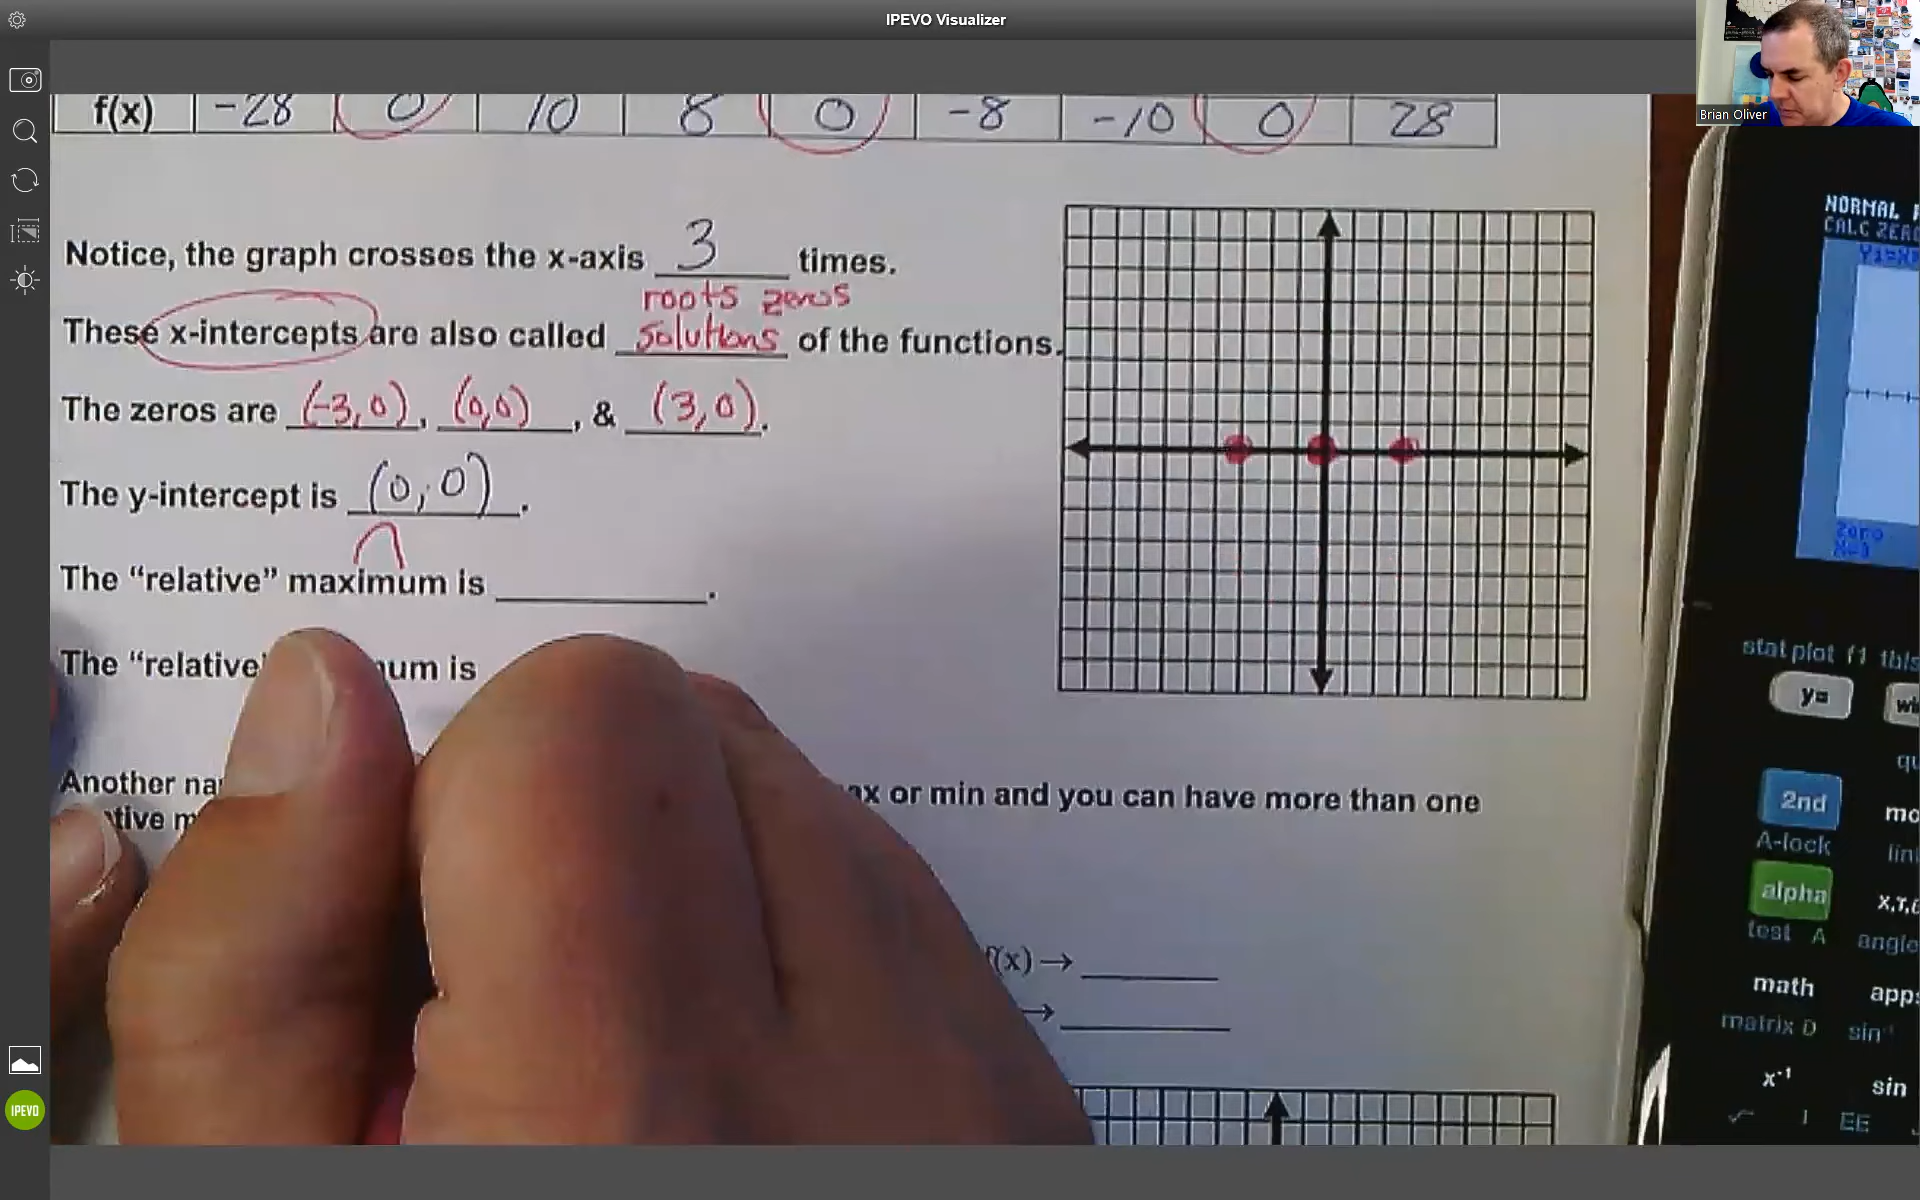 IPEVO Visualizer
Brian Oliver
f(x) -28 0 10 8 0 -8 -10 0 28
Notice, the graph crosses the x-axis 3 times.
roots zeros
These x-intercepts are also called solutions of the functions.
The zeros are (-3,0), (0,0), & (3,0).
The y-intercept is (0,0).
The "relative" maximum is
The "relative um is
Another
or min and you can have more than one
f(x) →
→
NORMAL
CALC ZERO
Zero
stat plot f1
y=
2nd
A-lock
alpha
test A angle
math
matrix D sin
x-1 sin
EE
IPEVO